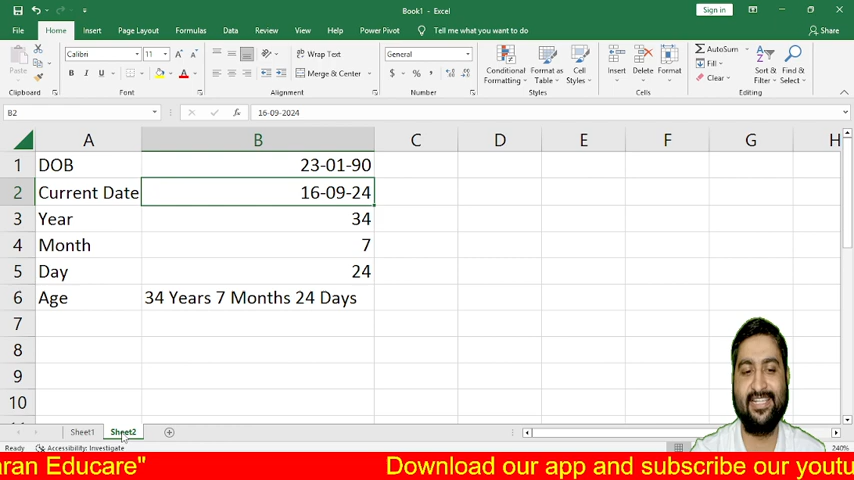 Book1 - Excel
Sign in
File Home Insert Page Layout Formulas Data Review View Help Power Pivot Tell me what you want to do Share
Paste
Calibri 11
B I U
Wrap Text
Merge & Center
General
$ % ,
Conditional Formatting
Format as Table
Cell Styles
Insert
Delete
Format
AutoSum
Fill
Clear
Sort & Filter
Find & Select
Clipboard Font Alignment Number Styles Cells Editing
B2 fx 16-09-2024
A B C D E F G H
1 DOB 23-01-90
2 Current Date 16-09-24
3 Year 34
4 Month 7
5 Day 24
6 Age 34 Years 7 Months 24 Days
7
8
9
10
Sheet1 Sheet2
Ready Accessibility: Investigate 240%
aran Educare" Download our app and subscribe our youtu